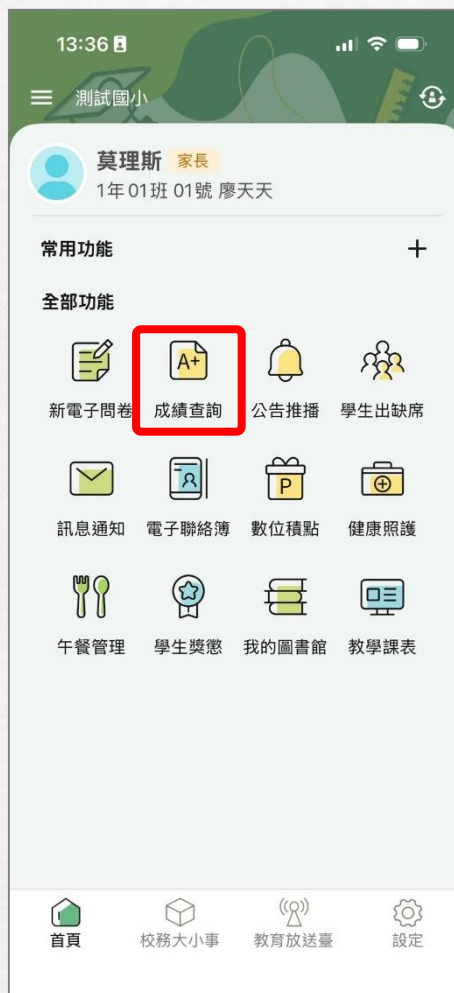 13:36
測試國小
莫理斯 家長
1年01班 01號 廖天天
常用功能
全部功能
A+
新電子問卷 成績查詢 公告推播 學生出缺席
P
訊息通知 電子聯絡簿 數位積點 健康照護
午餐管理 學生獎懲 我的圖書館 教學課表
首頁 校務大小事 教育放送臺 設定